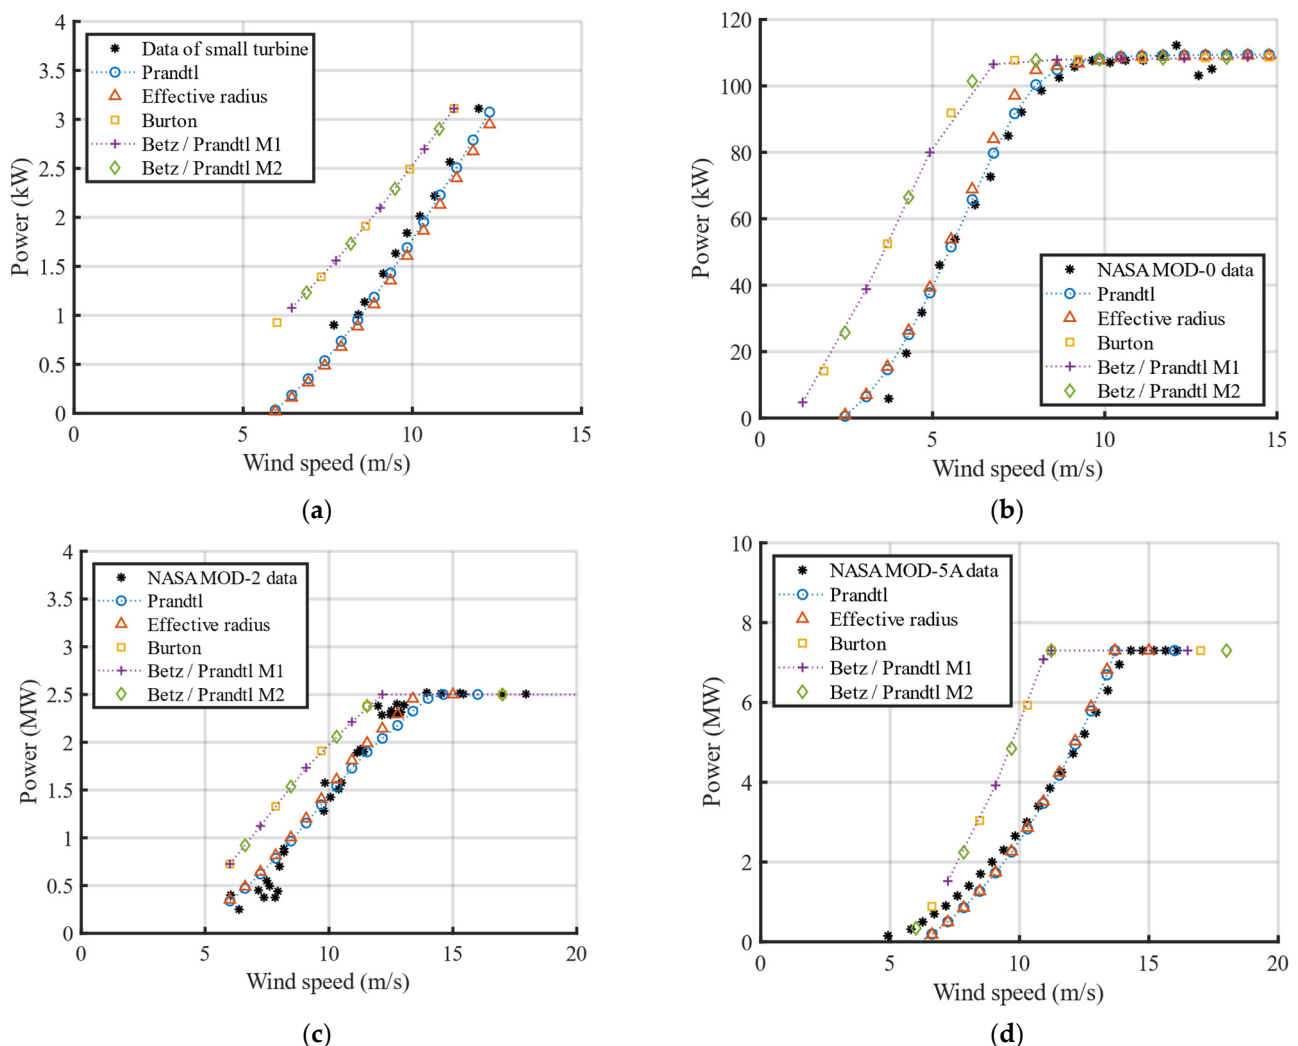 4
3.5
3
2.5
2
1.5
1
0.5
0
Power (kW)
Data of small turbine
Prandtl
Effective radius
Burton
Betz / Prandtl M1
Betz / Prandtl M2
0 5 10 15
Wind speed (m/s)
(a)
120
100
80
60
40
20
0
Power (kW)
NASA MOD-0 data
Prandtl
Effective radius
Burton
Betz / Prandtl M1
Betz / Prandtl M2
0 5 10 15
Wind speed (m/s)
(b)
4
3.5
3
2.5
2
1.5
1
0.5
0
Power (MW)
NASA MOD-2 data
Prandtl
Effective radius
Burton
Betz / Prandtl M1
Betz / Prandtl M2
0 5 10 15 20
Wind speed (m/s)
(c)
10
8
6
4
2
0
Power (MW)
NASA MOD-5A data
Prandtl
Effective radius
Burton
Betz / Prandtl M1
Betz / Prandtl M2
0 5 10 15 20
Wind speed (m/s)
(d)